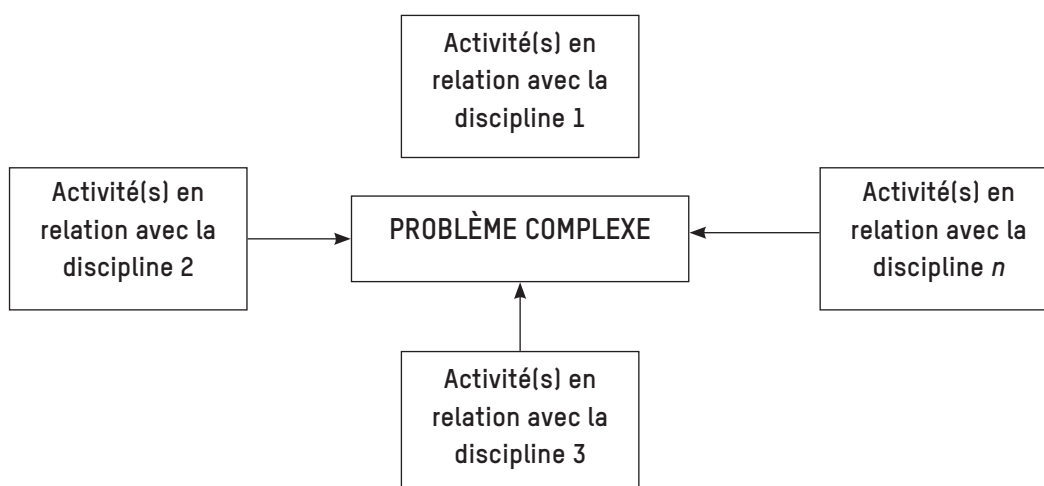 Activité(s) en
relation avec la
discipline 1
Activité(s) en
relation avec la
discipline 2
PROBLÈME COMPLEXE
Activité(s) en
relation avec la
discipline n
Activité(s) en
relation avec la
discipline 3